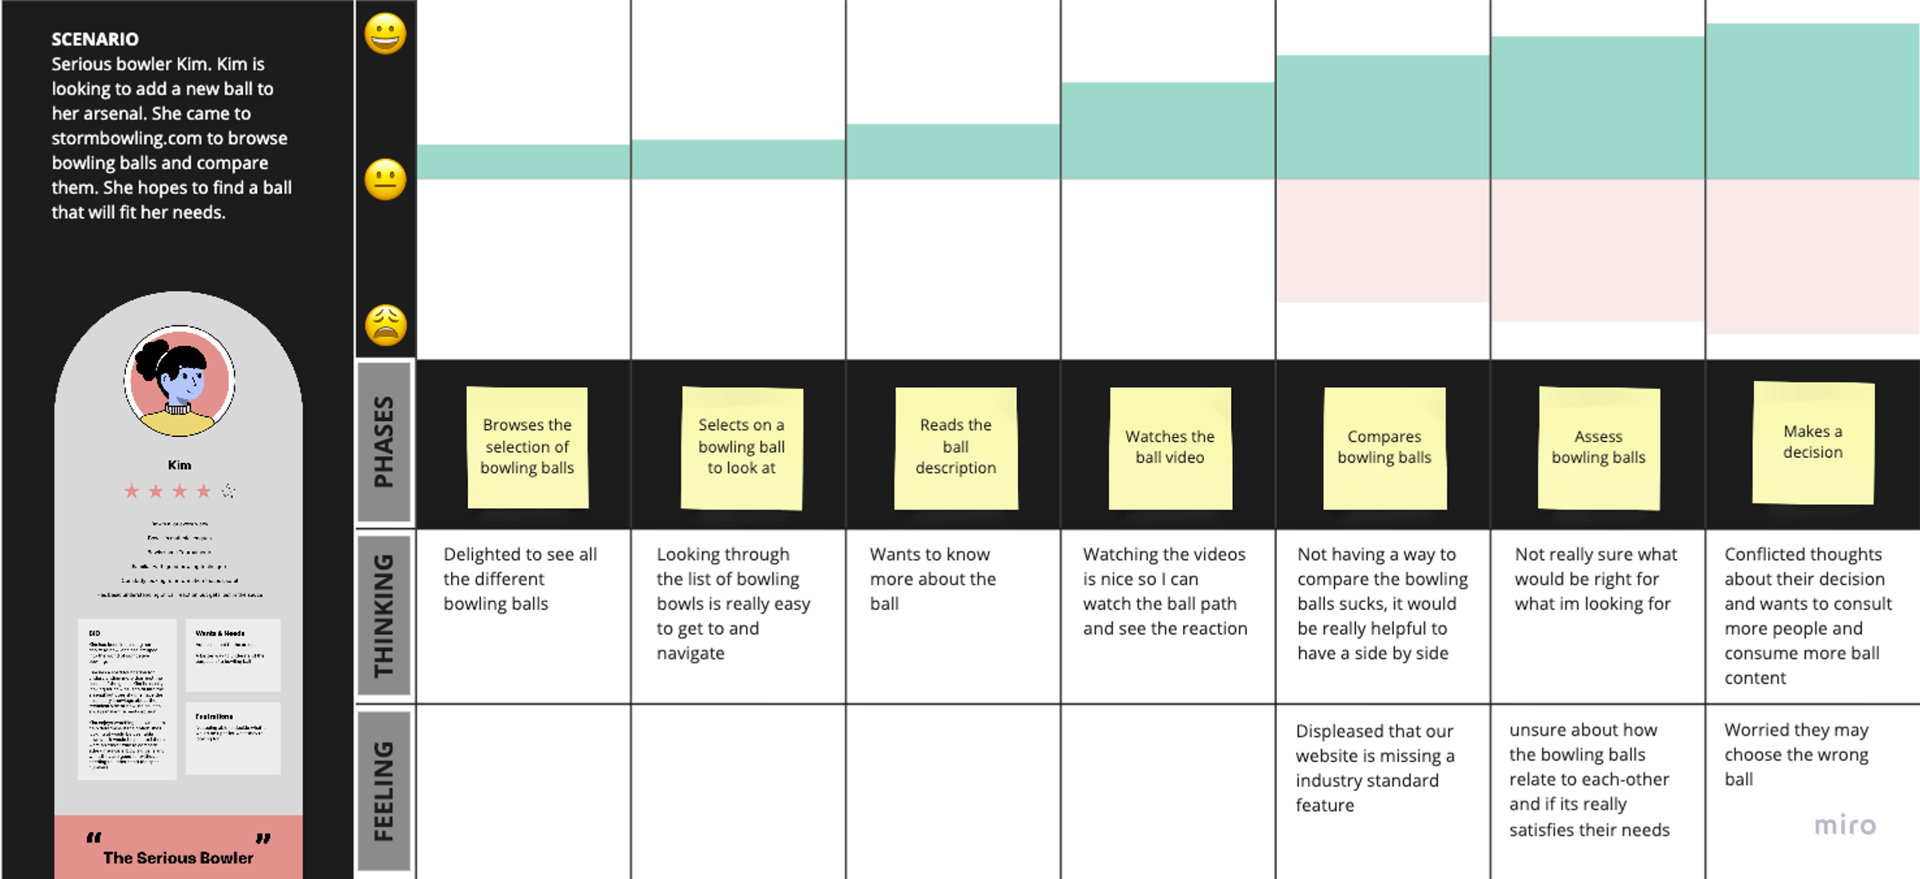 SCENARIO
Serious bowler Kim. Kim is
looking to add a new ball to
her arsenal. She came to
stormbowling.com to browse
bowling balls and compare
them. She hopes to find a ball
that will fit her needs.
Kim
BIO
Wants & Needs
Frustrations
“ ”
The Serious Bowler
PHASES
Browses the
selection of
bowling balls
Selects on a
bowling ball
to look at
Reads the
ball
description
Watches the
ball video
Compares
bowling balls
Assess
bowling balls
Makes a
decision
THINKING
Delighted to see all
the different
bowling balls
Looking through
the list of bowling
bowls is really easy
to get to and
navigate
Wants to know
more about the
ball
Watching the videos
is nice so I can
watch the ball path
and see the reaction
Not having a way to
compare the bowling
balls sucks, it would
be really helpful to
have a side by side
Not really sure what
would be right for
what im looking for
Conflicted thoughts
about their decision
and wants to consult
more people and
consume more ball
content
FEELING
Displeased that our
website is missing a
industry standard
feature
unsure about how
the bowling balls
relate to each-other
and if its really
satisfies their needs
Worried they may
choose the wrong
ball
miro